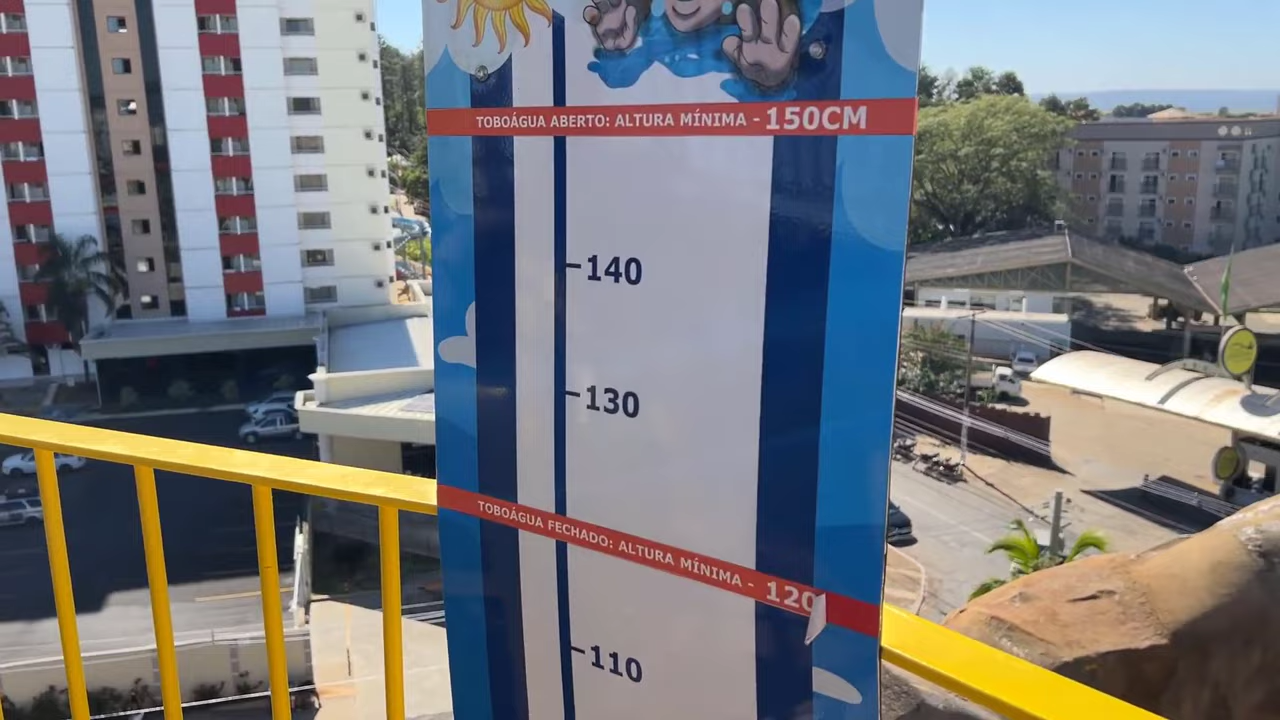 TOBOÁGUA ABERTO: ALTURA MÍNIMA - 150CM
140
130
TOBOÁGUA FECHADO: ALTURA MÍNIMA - 120
110